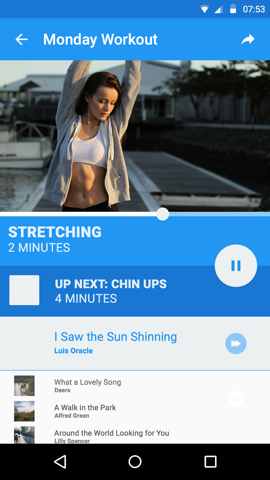 07:53
Monday Workout
STRETCHING
2 MINUTES
UP NEXT: CHIN UPS
4 MINUTES
I Saw the Sun Shinning
Luis Oracle
What a Lovely Song
Deers
A Walk in the Park
Alfred Green
Around the World Looking for You
Lilly Spencer